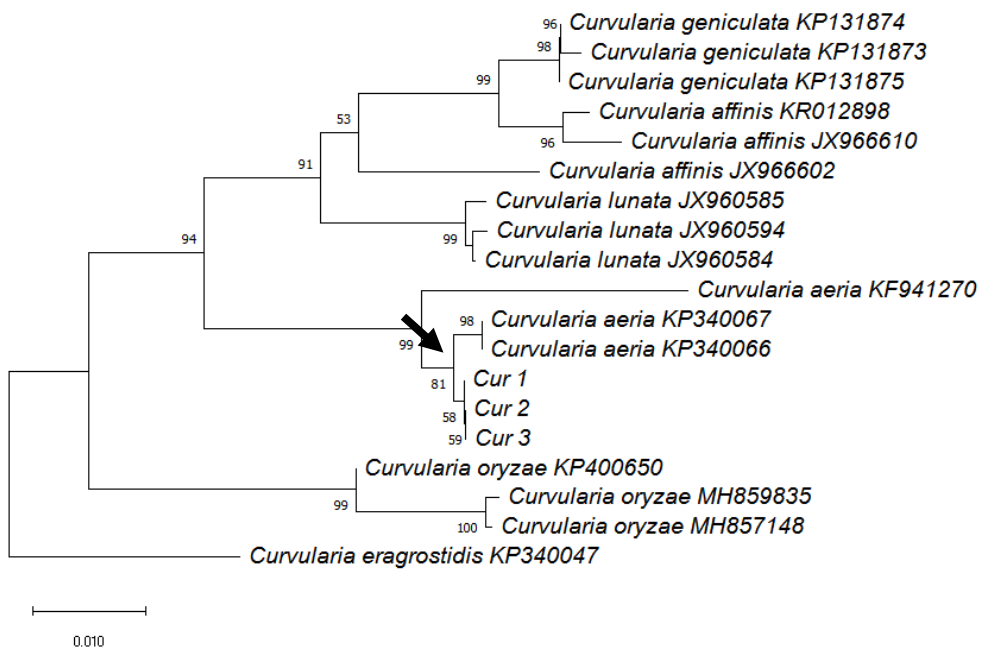 96 Curvularia geniculata KP131874
98 Curvularia geniculata KP131873
Curvularia geniculata KP131875
99
Curvularia affinis KR012898
53
96 Curvularia affinis JX966610
91 Curvularia affinis JX966602
Curvularia lunata JX960585
94 99 Curvularia lunata JX960594
Curvularia lunata JX960584
Curvularia aeria KF941270
98 Curvularia aeria KP340067
99 Curvularia aeria KP340066
81 Cur 1
58 Cur 2
59 Cur 3
Curvularia oryzae KP400650
99 Curvularia oryzae MH859835
100 Curvularia oryzae MH857148
Curvularia eragrostidis KP340047
0.010